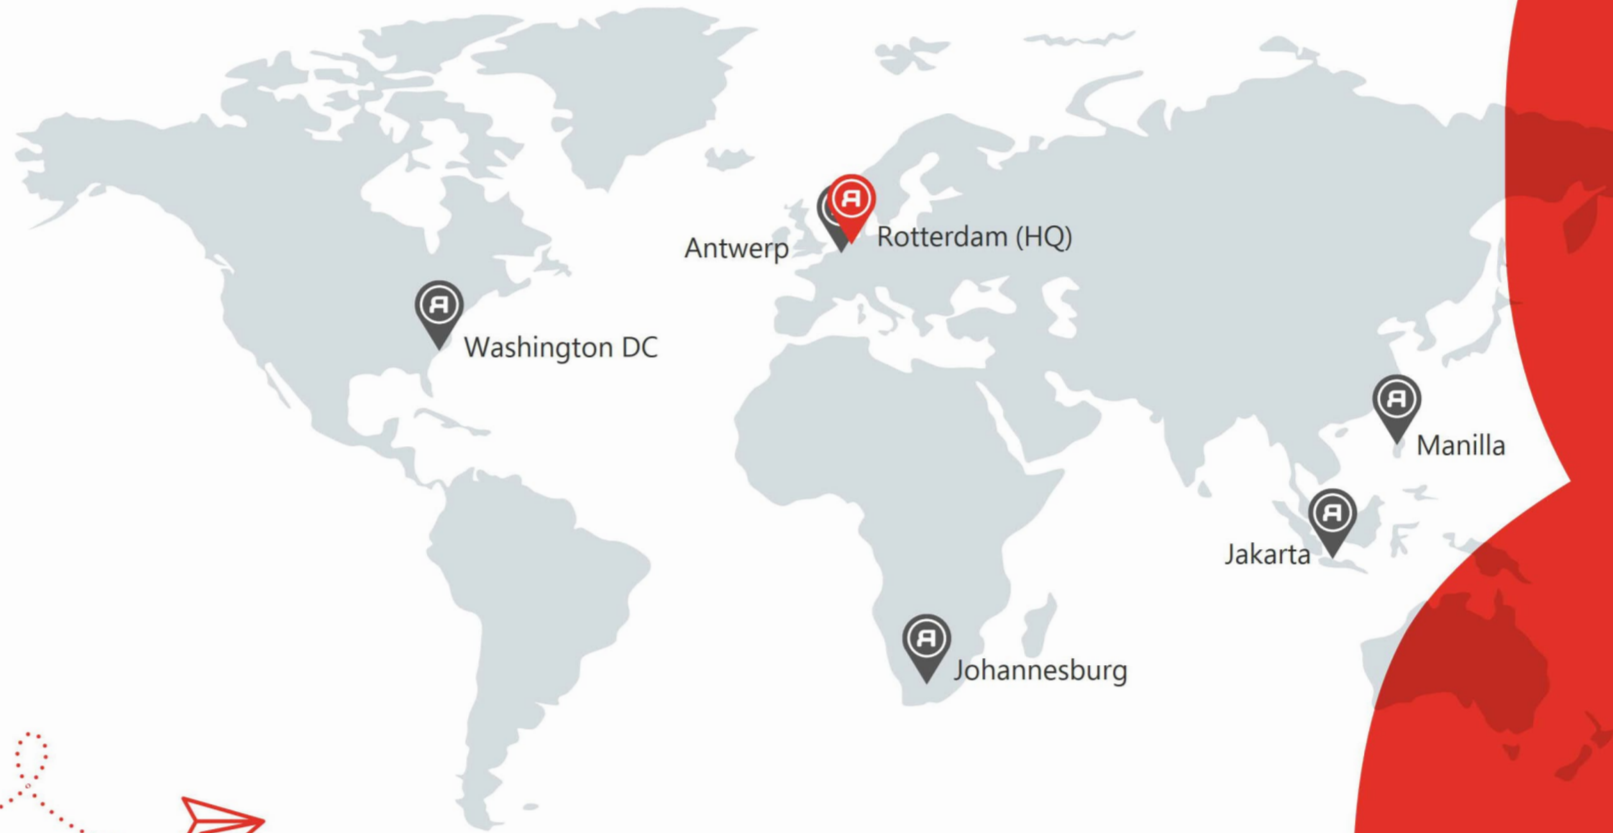 Rotterdam (HQ)
Antwerp
Washington DC
Manilla
Jakarta
Johannesburg